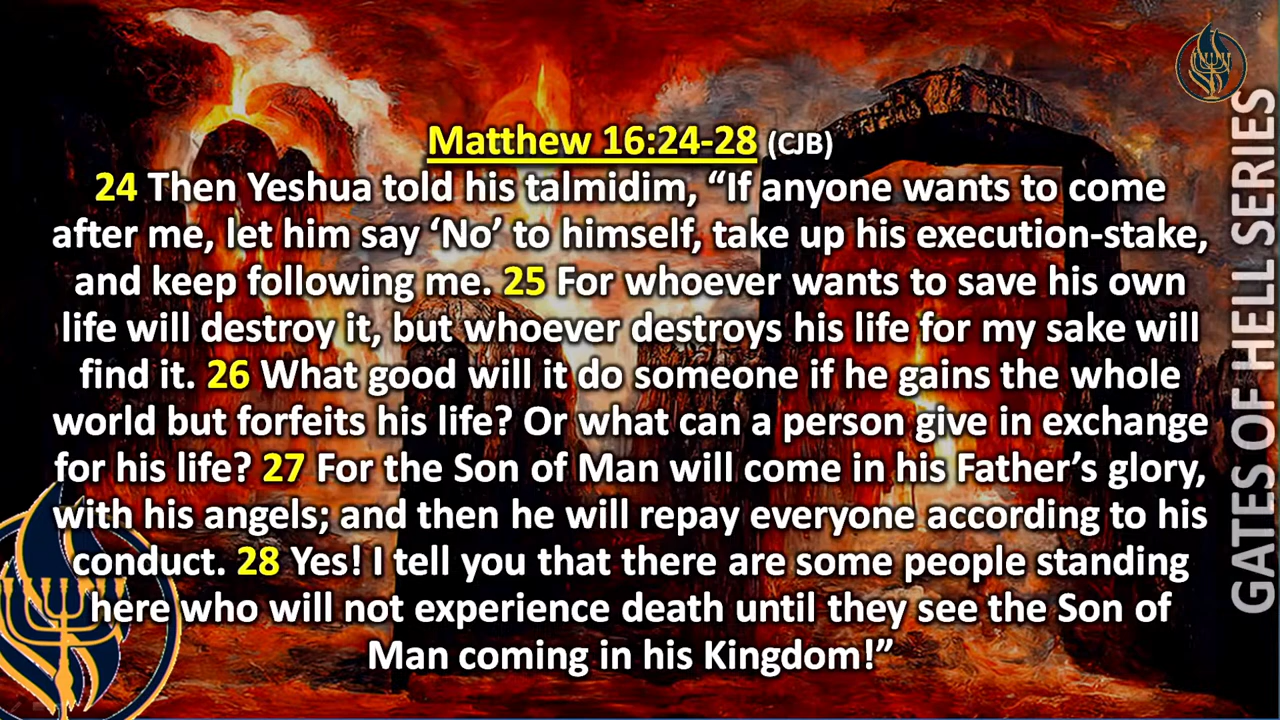 Matthew 16:24-28 (CJB)
24 Then Yeshua told his talmidim, “If anyone wants to come
after me, let him say ‘No’ to himself, take up his execution-stake,
and keep following me. 25 For whoever wants to save his own
life will destroy it, but whoever destroys his life for my sake will
find it. 26 What good will it do someone if he gains the whole
world but forfeits his life? Or what can a person give in exchange
for his life? 27 For the Son of Man will come in his Father’s glory,
with his angels; and then he will repay everyone according to his
conduct. 28 Yes! I tell you that there are some people standing
here who will not experience death until they see the Son of
Man coming in his Kingdom!”
GATES OF HELL SERIES